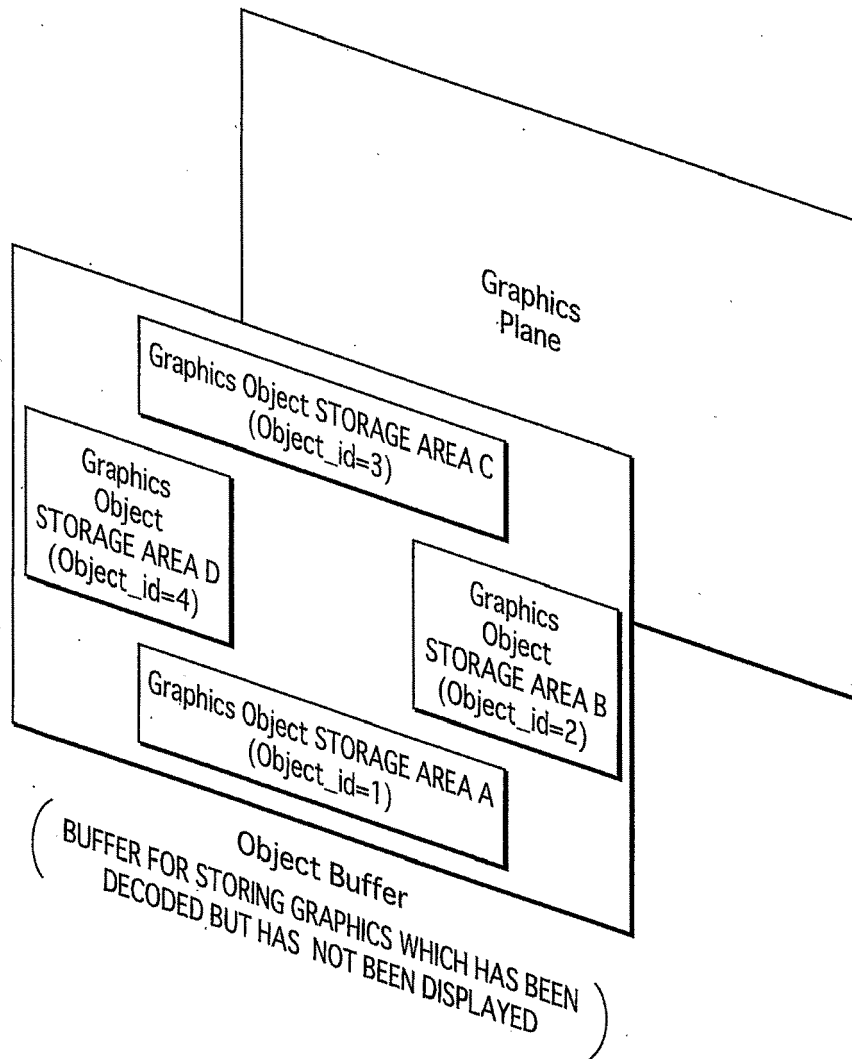 Graphics
Plane
Graphics Object STORAGE AREA C
(Object_id=3)
Graphics
Object
STORAGE AREA D
(Object_id=4)
Graphics
Object
STORAGE AREA B
(Object_id=2)
Graphics Object STORAGE AREA A
(Object_id=1)
Object Buffer
(BUFFER FOR STORING GRAPHICS WHICH HAS BEEN
DECODED BUT HAS NOT BEEN DISPLAYED)